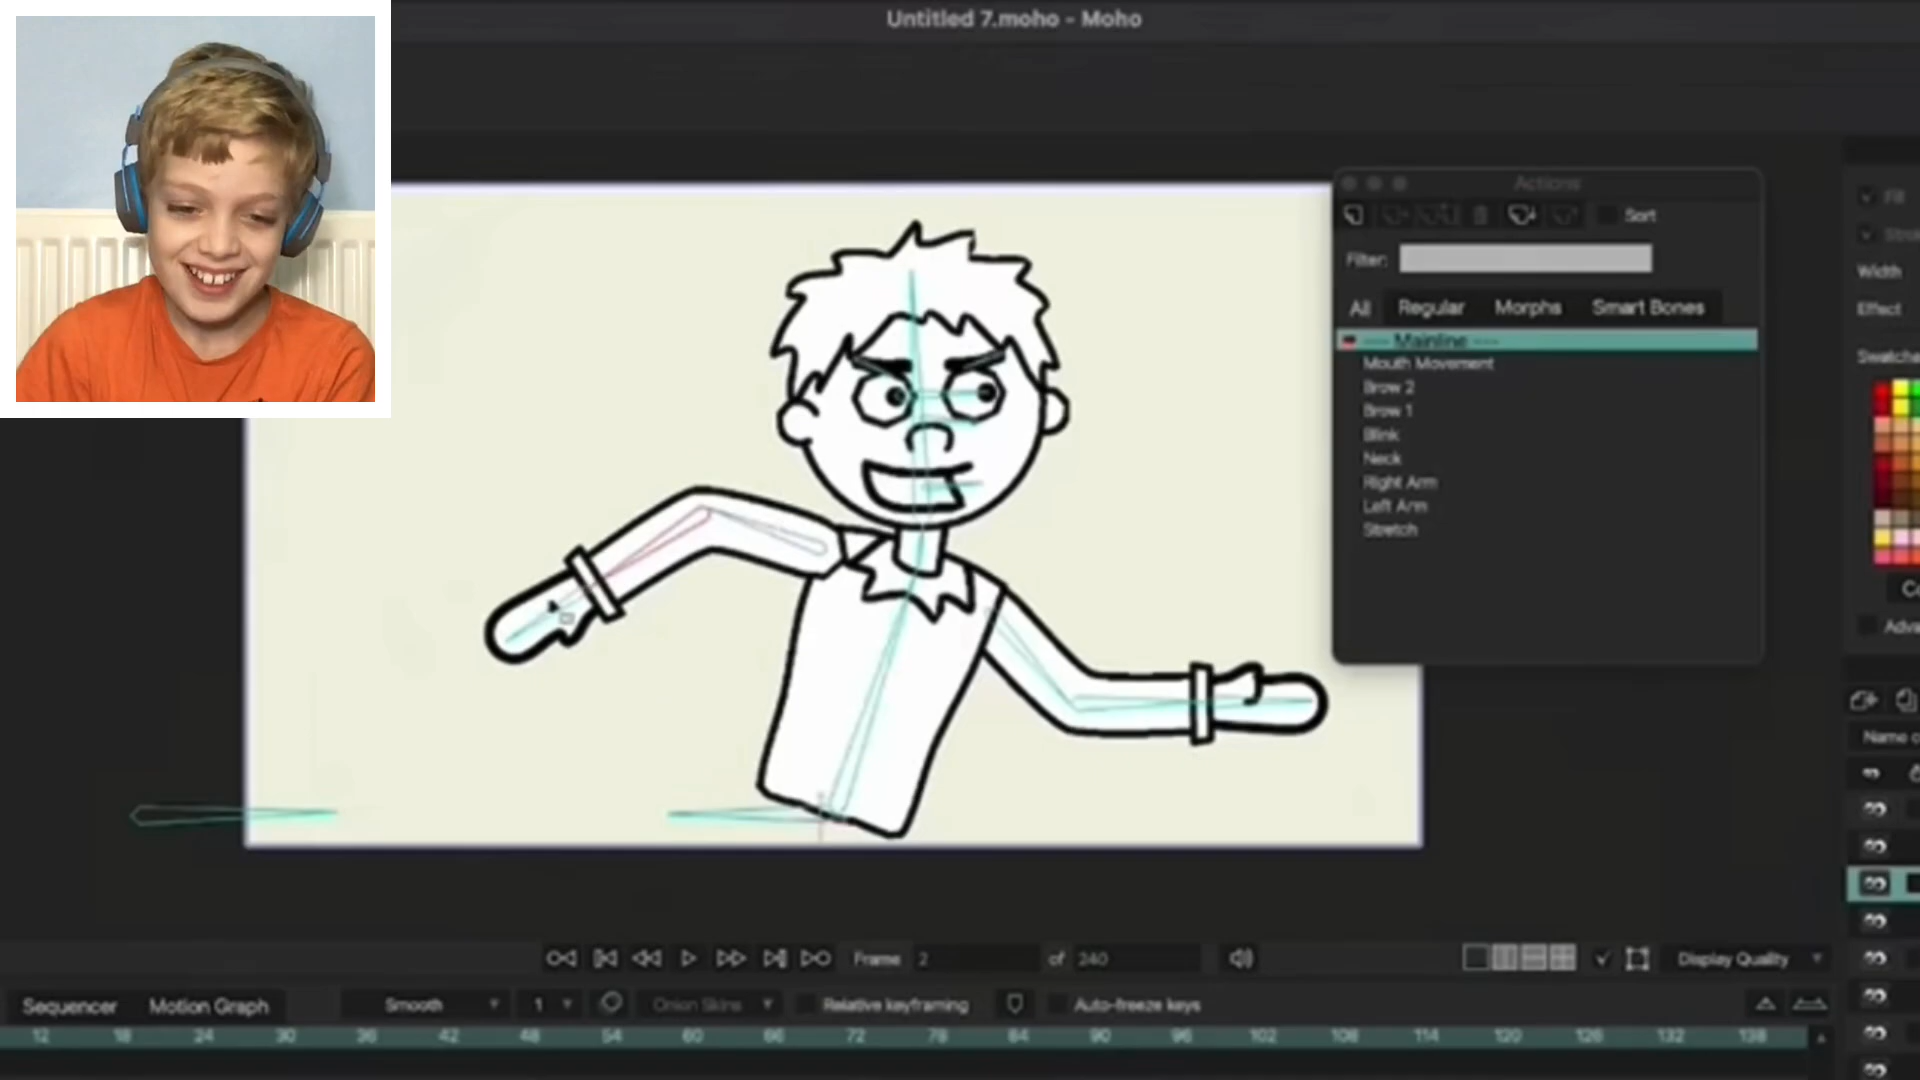 Untitled 7.moho - Moho
Actions
Sort
Filter:
All Regular Morphs Smart Bones
---- Mainline ----
Mouth Movement
Brow 2
Brow 1
Blink
Neck
Right Arm
Left Arm
Stretch
Fill
Width
Effect
Frame 2 of 240
Display Quality
Sequencer Motion Graph
Smooth 1 Onion Skins Relative keyframing Auto-freeze keys
12 18 24 30 36 42 48 54 60 66 72 78 84 90 96 102 108 114 120 126 132 138